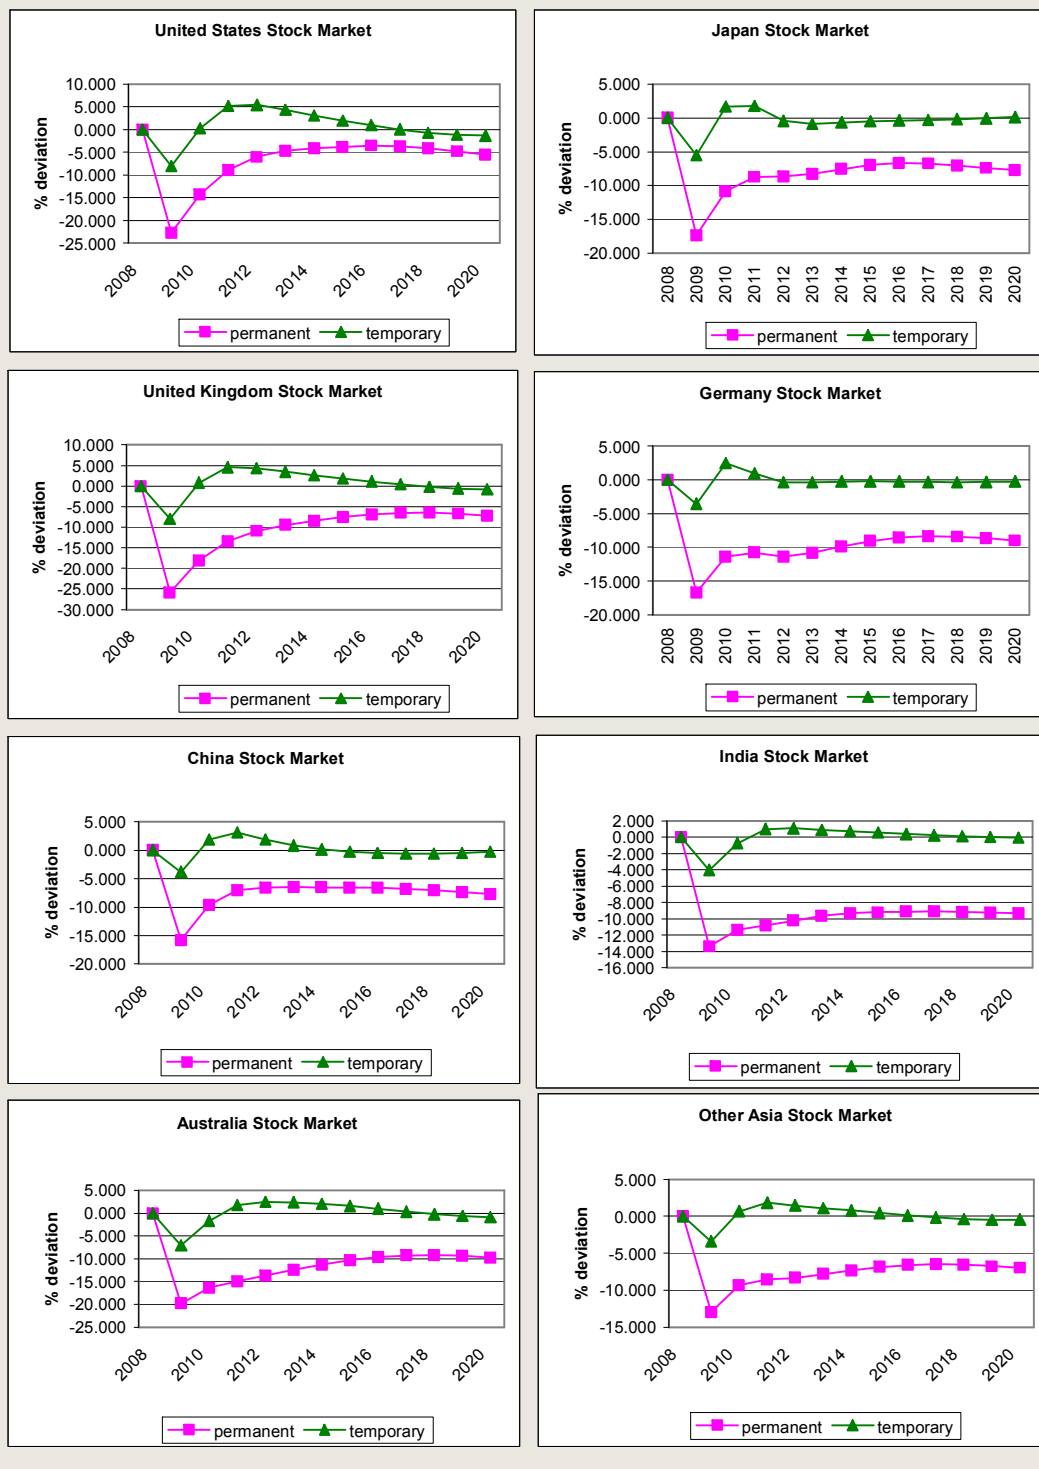 United States Stock Market
% deviation
10.000
5.000
0.000
-5.000
-10.000
-15.000
-20.000
-25.000
2008 2010 2012 2014 2016 2018 2020
permanent temporary
Japan Stock Market
% deviation
5.000
0.000
-5.000
-10.000
-15.000
-20.000
2008 2009 2010 2011 2012 2013 2014 2015 2016 2017 2018 2019 2020
permanent temporary
United Kingdom Stock Market
% deviation
10.000
5.000
0.000
-5.000
-10.000
-15.000
-20.000
-25.000
-30.000
2008 2010 2012 2014 2016 2018 2020
permanent temporary
Germany Stock Market
% deviation
5.000
0.000
-5.000
-10.000
-15.000
-20.000
2008 2009 2010 2011 2012 2013 2014 2015 2016 2017 2018 2019 2020
permanent temporary
China Stock Market
% deviation
5.000
0.000
-5.000
-10.000
-15.000
-20.000
2008 2010 2012 2014 2016 2018 2020
permanent temporary
India Stock Market
% deviation
2.000
0.000
-2.000
-4.000
-6.000
-8.000
-10.000
-12.000
-14.000
-16.000
2008 2010 2012 2014 2016 2018 2020
permanent temporary
Australia Stock Market
% deviation
5.000
0.000
-5.000
-10.000
-15.000
-20.000
-25.000
2008 2010 2012 2014 2016 2018 2020
permanent temporary
Other Asia Stock Market
% deviation
5.000
0.000
-5.000
-10.000
-15.000
2008 2010 2012 2014 2016 2018 2020
permanent temporary